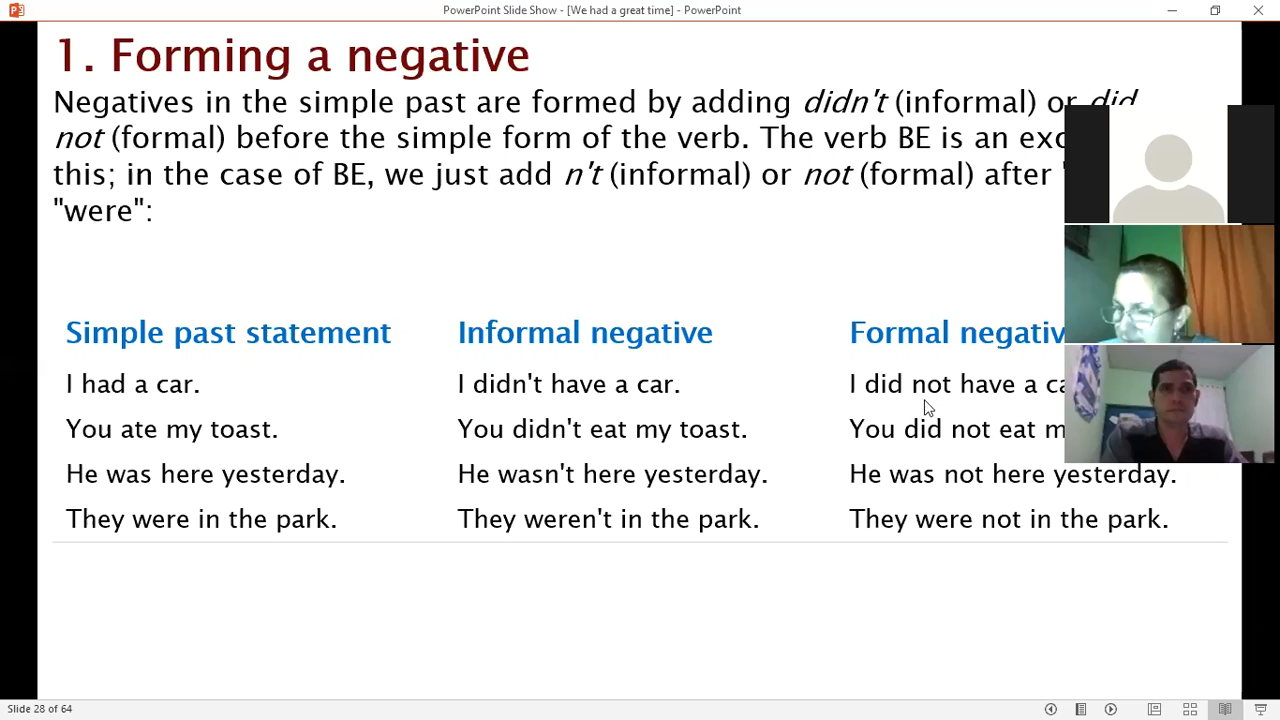 PowerPoint Slide Show - [We had a great time] - PowerPoint
1. Forming a negative
Negatives in the simple past are formed by adding didn't (informal) or did
not (formal) before the simple form of the verb. The verb BE is an
this; in the case of BE, we just add n't (informal) or not (formal) after
"were":
Simple past statement Informal negative Formal
I had a car. I didn't have a car. I did not have a
You ate my toast. You didn't eat my toast. You did not eat
He was here yesterday. He wasn't here yesterday. He was not here yesterday.
They were in the park. They weren't in the park. They were not in the park.
Slide 28 of 64